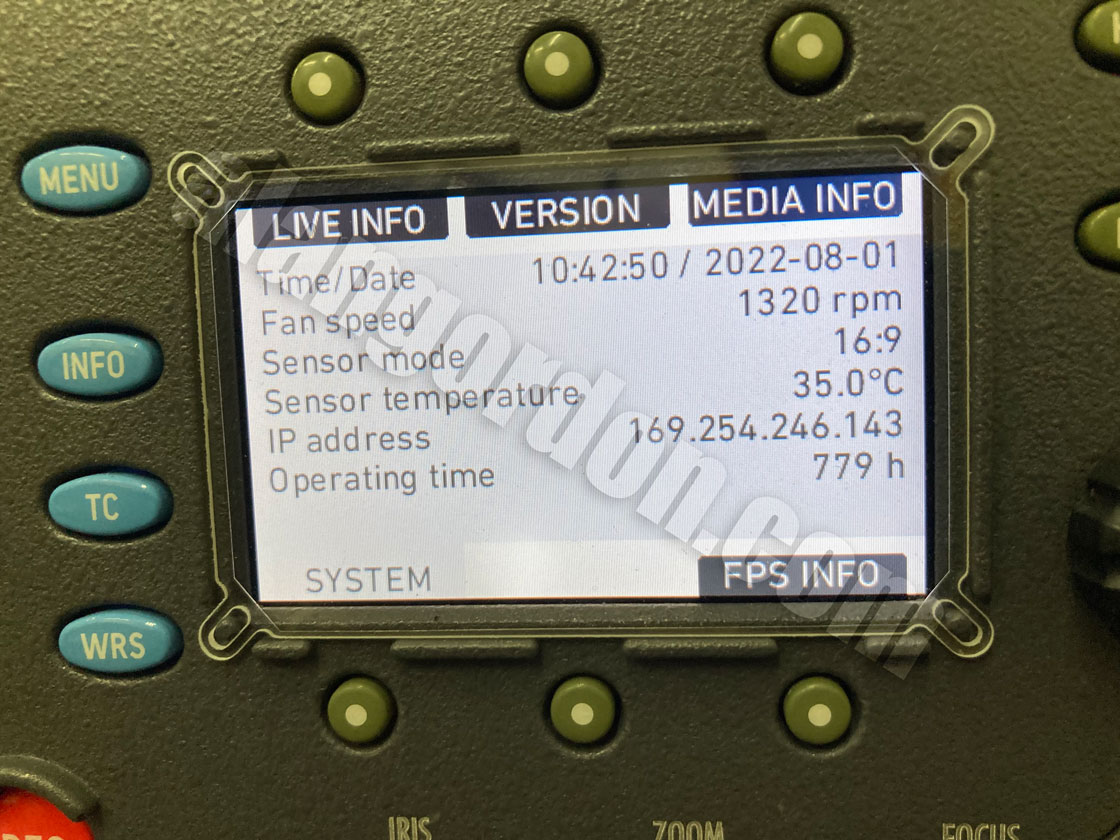 MENU
LIVE INFO VERSION MEDIA INFO
Time/Date 10:42:50 / 2022-08-01
Fan speed 1320 rpm
INFO
Sensor mode 16:9
Sensor temperature 35.0°C
IP address 169.254.246.143
Operating time 779 h
TC
SYSTEM FPS INFO
WRS
IRIS ZOOM FOCUS